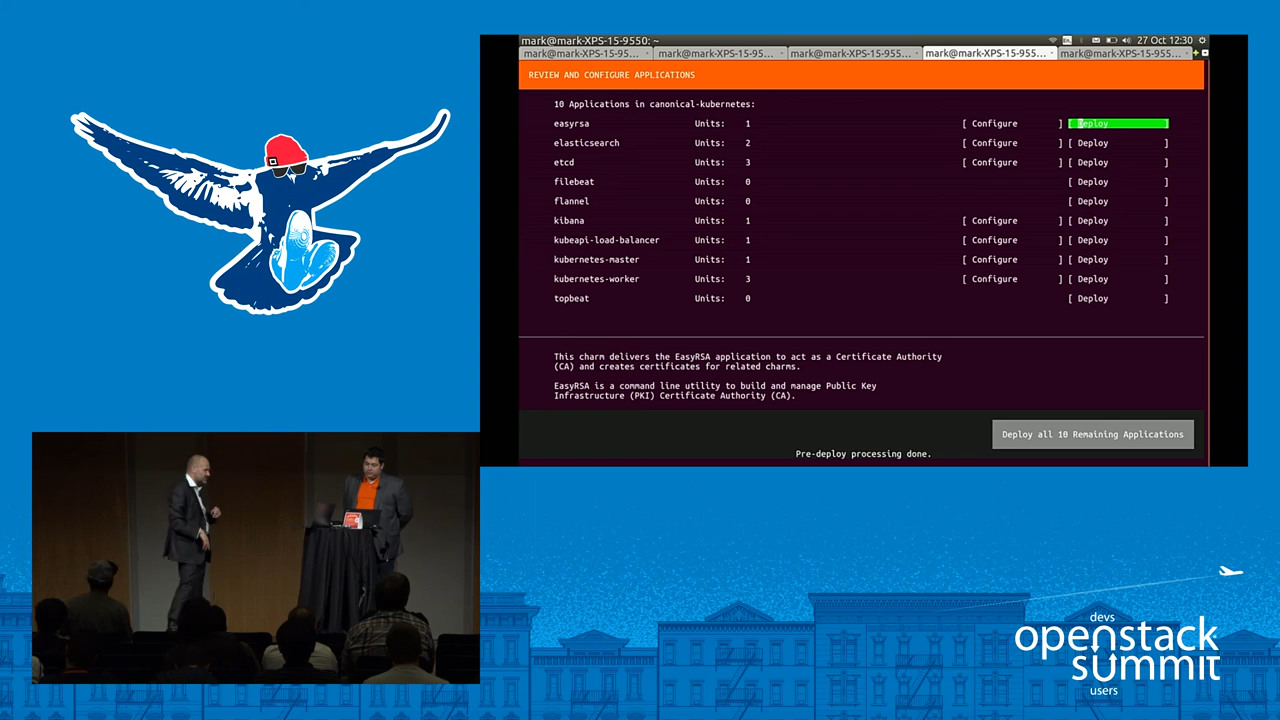 mark@mark-XPS-15-9550: ~
27 Oct 12:30
mark@mark-XPS-15-95... mark@mark-XPS-15-95... mark@mark-XPS-15-955... mark@mark-XPS-15-955... mark@mark-XPS-15-955...
REVIEW AND CONFIGURE APPLICATIONS
10 Applications in canonical-kubernetes:
easyrsa Units: 1 [ Configure ] [ Deploy ]
elasticsearch Units: 2 [ Configure ] [ Deploy ]
etcd Units: 3 [ Configure ] [ Deploy ]
filebeat Units: 0 [ Deploy ]
flannel Units: 0 [ Deploy ]
kibana Units: 1 [ Configure ] [ Deploy ]
kubeapi-load-balancer Units: 1 [ Configure ] [ Deploy ]
kubernetes-master Units: 1 [ Configure ] [ Deploy ]
kubernetes-worker Units: 3 [ Configure ] [ Deploy ]
topbeat Units: 0 [ Deploy ]
This charm delivers the EasyRSA application to act as a Certificate Authority
(CA) and creates certificates for related charms.
EasyRSA is a command line utility to build and manage Public Key
Infrastructure (PKI) Certificate Authority (CA).
Deploy all 10 Remaining Applications
Pre-deploy processing done.
devs
openstack
summit
users